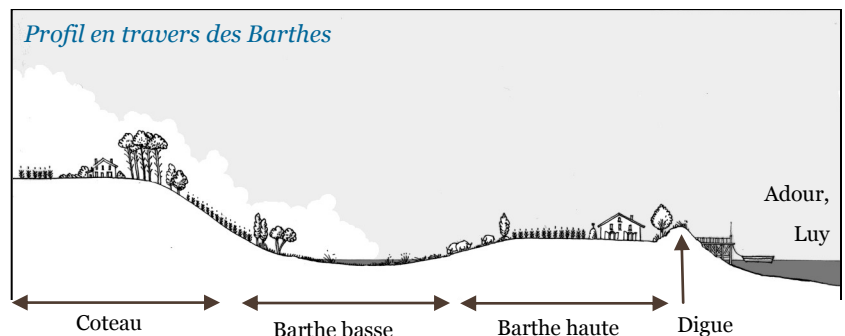 Profil en travers des Barthes
Adour,
Luy
Coteau
Barthe basse
Barthe haute
Digue